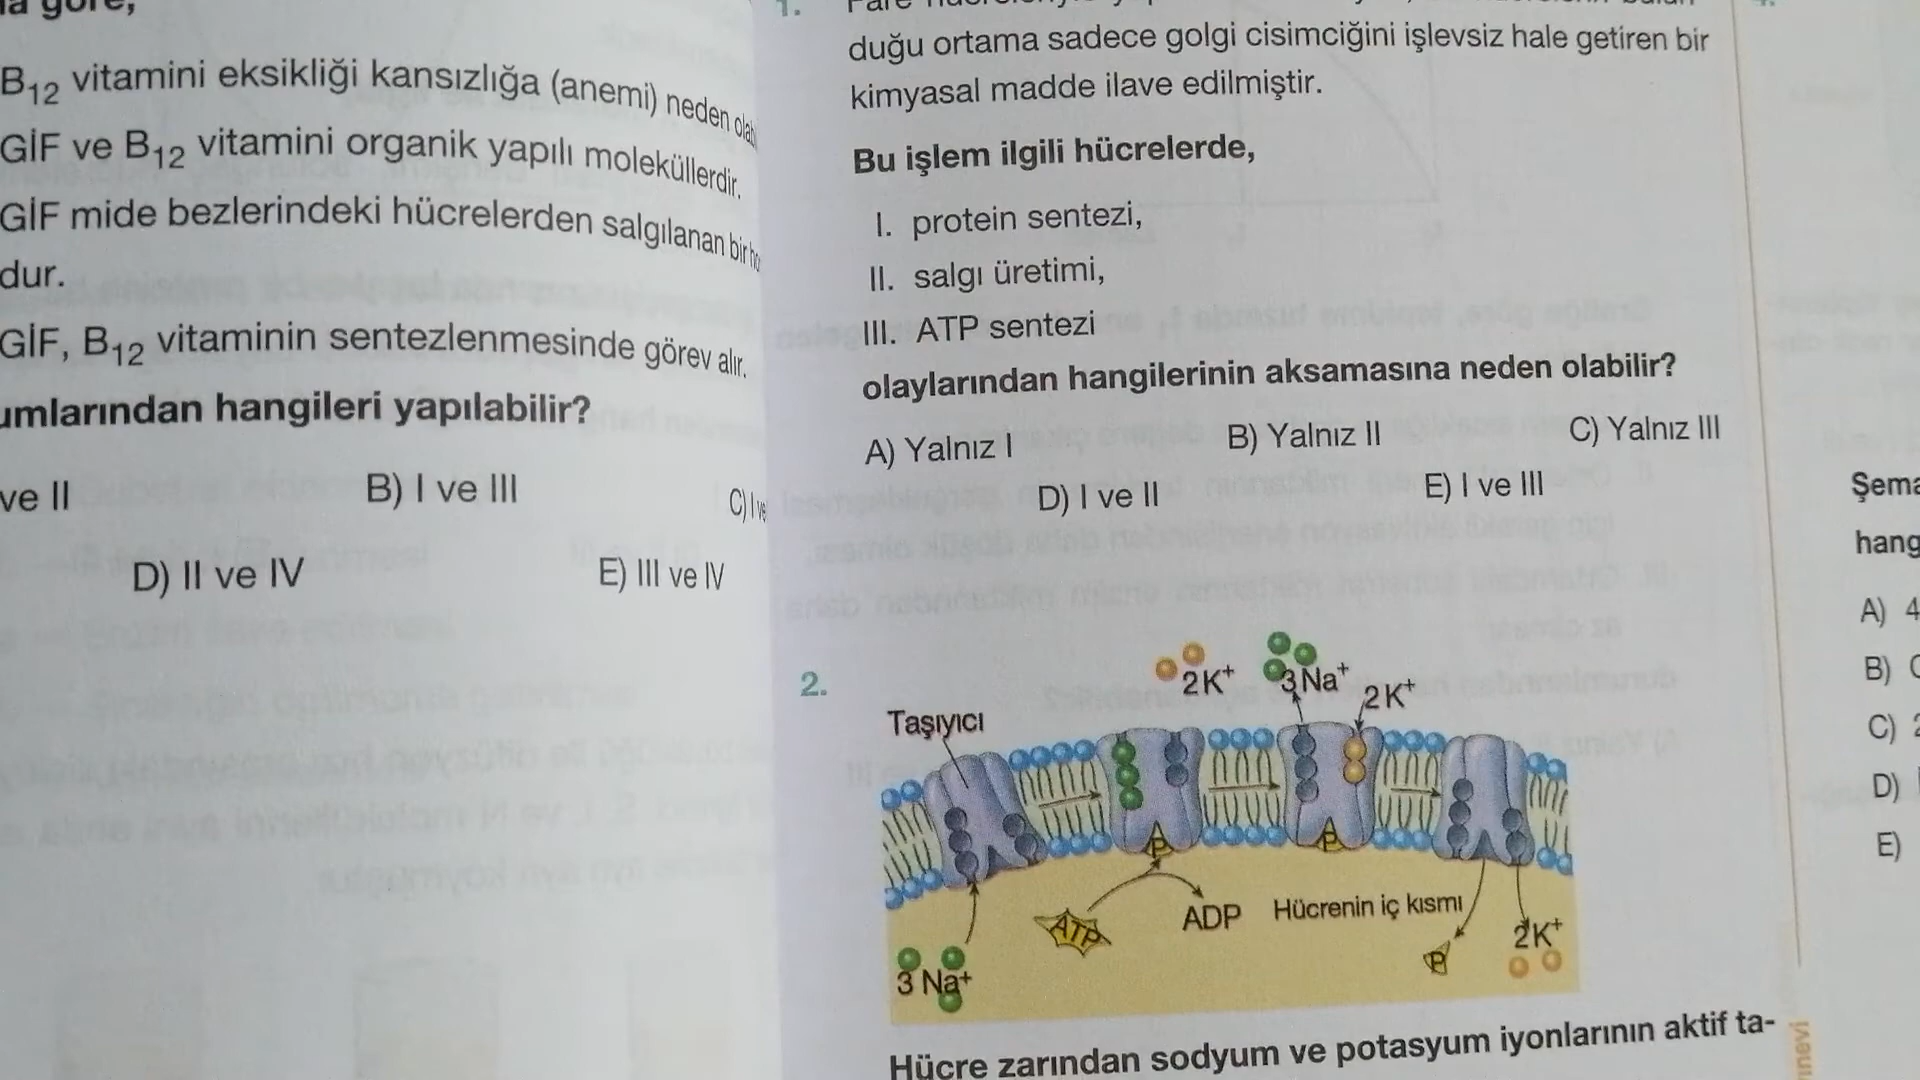 B12 vitamini eksikliği kansızlığa (anemi) neden
GİF ve B12 vitamini organik yapılı moleküllerdir.
GİF mide bezlerindeki hücrelerden salgılanan bir
dur.
GİF, B12 vitaminin sentezlenmesinde görev alır.
umlarından hangileri yapılabilir?
ve II
B) I ve III
C) I ve
D) II ve IV
E) III ve IV
1.
duğu ortama sadece golgi cisimciğini işlevsiz hale getiren bir
kimyasal madde ilave edilmiştir.
Bu işlem ilgili hücrelerde,
I. protein sentezi,
II. salgı üretimi,
III. ATP sentezi
olaylarından hangilerinin aksamasına neden olabilir?
A) Yalnız I
B) Yalnız II
C) Yalnız III
D) I ve II
E) I ve III
2.
2K+
3Na+
2K+
Taşıyıcı
P
P
ATP
ADP
Hücrenin iç kısmı
P
2K+
3 Na+
Hücre zarından sodyum ve potasyum iyonlarının aktif ta-
Şema
hang
A) 4
B)
C) 2
D)
E)